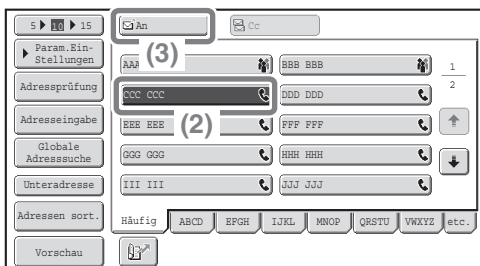 5 10 15
An
Cc
Param.Ein-
Stellungen
(3)
AAA
BBB BBB
1
2
Adressprüfung
CCC CCC
DDD DDD
Adresseingabe
EEE EEE
(2)
FFF FFF
Globale
Adresssuche
GGG GGG
HHH HHH
Unteradresse
III III
JJJ JJJ
Adressen sort.
Häufig
ABCD
EFGH
IJKL
MNOP
QRSTU
VWXYZ
etc.
Vorschau